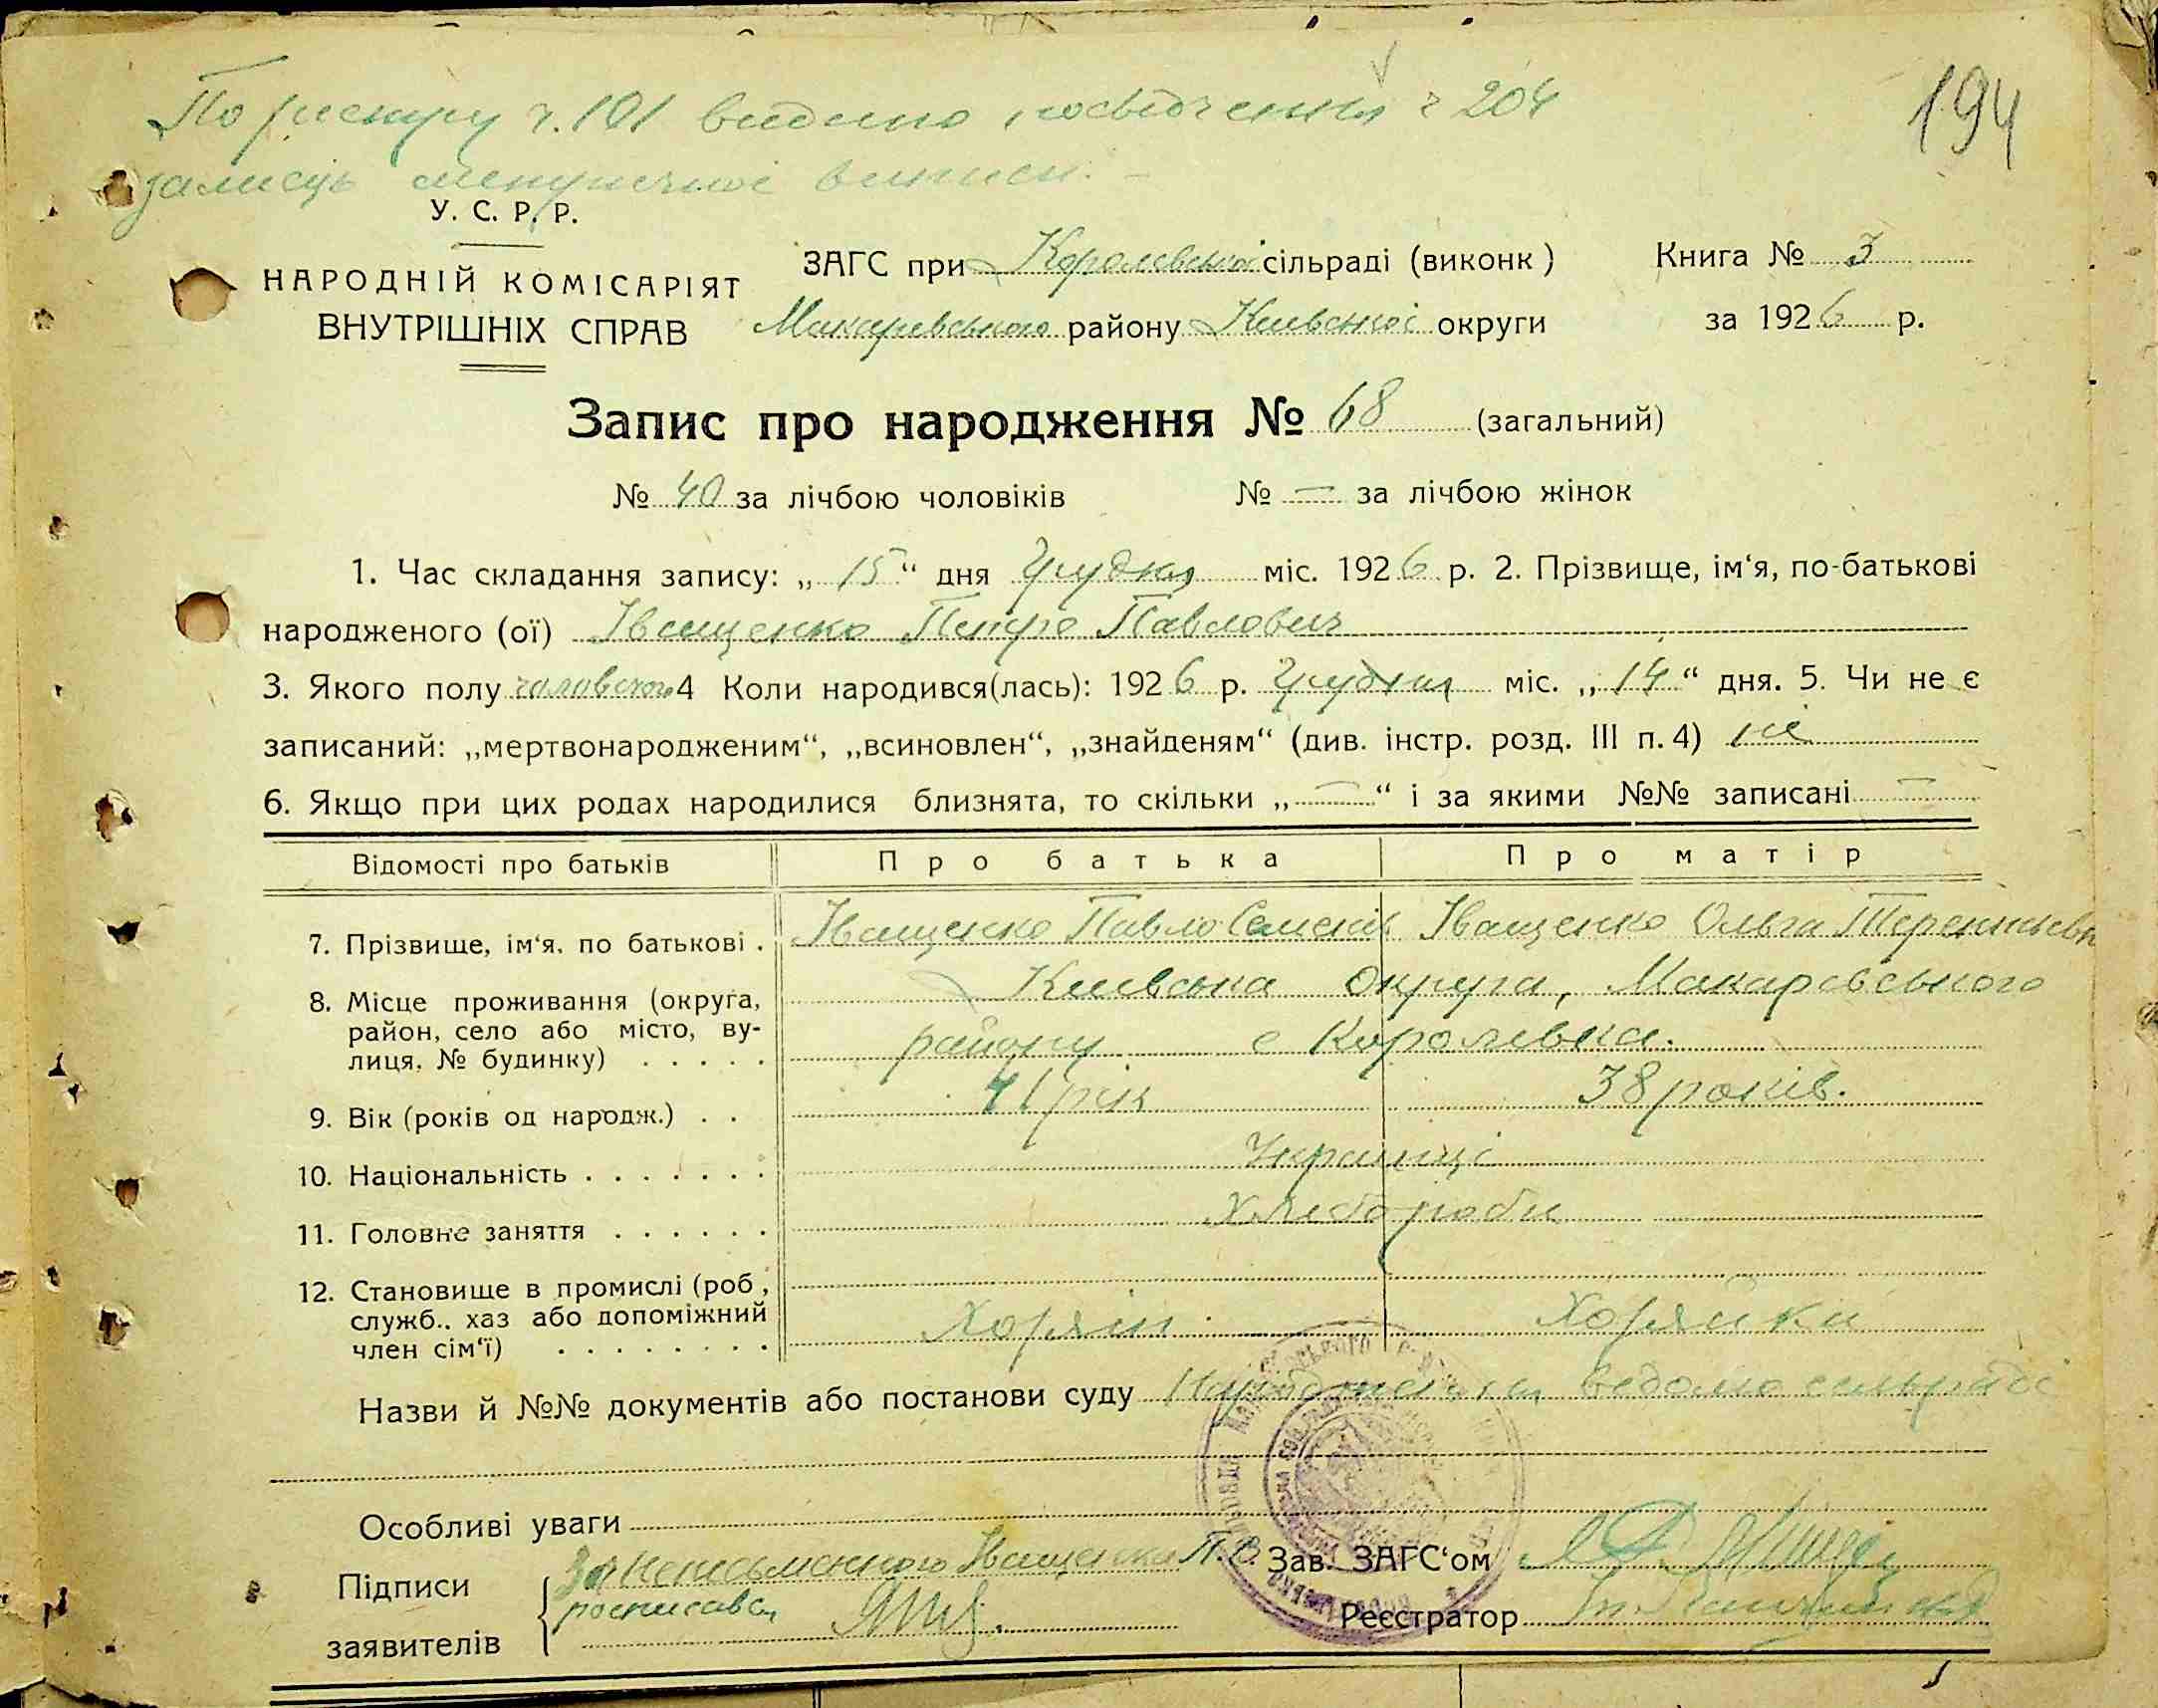 194
По реєстру ч. 101 видано посвідчення ч 204
замісць виписи.
У. С. Р. Р.
НАРОДНІЙ КОМІСАРІЯТ
ВНУТРІШНІХ СПРАВ
ЗАГС при Королевській сільраді (виконк)
Макарівського району Київської округи
Книга № 3
за 1926 р.
Запис про народження № 68 (загальний)
№ 40 за лічбою чоловіків № — за лічбою жінок
1. Час складання запису: „15“ дня Грудня міс. 1926 р. 2. Прізвище, ім‘я, по-батькові
народженого (ої) Іващенко Петро Павлович
3. Якого полу чоловічого 4 Коли народився(лась): 1926 р. Грудня міс. „14“ дня. 5. Чи не є
записаний: „мертвонародженим“, „всиновлен“, „знайденям“ (див. інстр. розд. III п. 4) ні
6. Якщо при цих родах народилися близнята, то скільки „—“ і за якими №№ записані —
Відомості про батьків Про батька Про матір
7. Прізвище, ім‘я. по батькові . Іващенко Павло Семенів Іващенко Ольга Терентьевн
8. Місце проживання (округа, Київська округа, Макарівського
район, село або місто, ву-
лиця, № будинку) . . . . . району с Королівка.
9. Вік (років од народж.) . . 41 рік 38 років.
10. Національність . . . . . . . Українці
11. Головне заняття . . . . . . Хлібороби
12. Становище в промислі (роб,
служб.. хаз або допоміжний Хозяїн Хозяйки
член сім‘ї) . . . . . . . .
Назви й №№ документів або постанови суду Народження ведомо сельраді
Особливі уваги
Підписи
заявителів
За неписьменного Іващенка П.С.
росписався
Зав. ЗАГС‘ом
Реєстратор